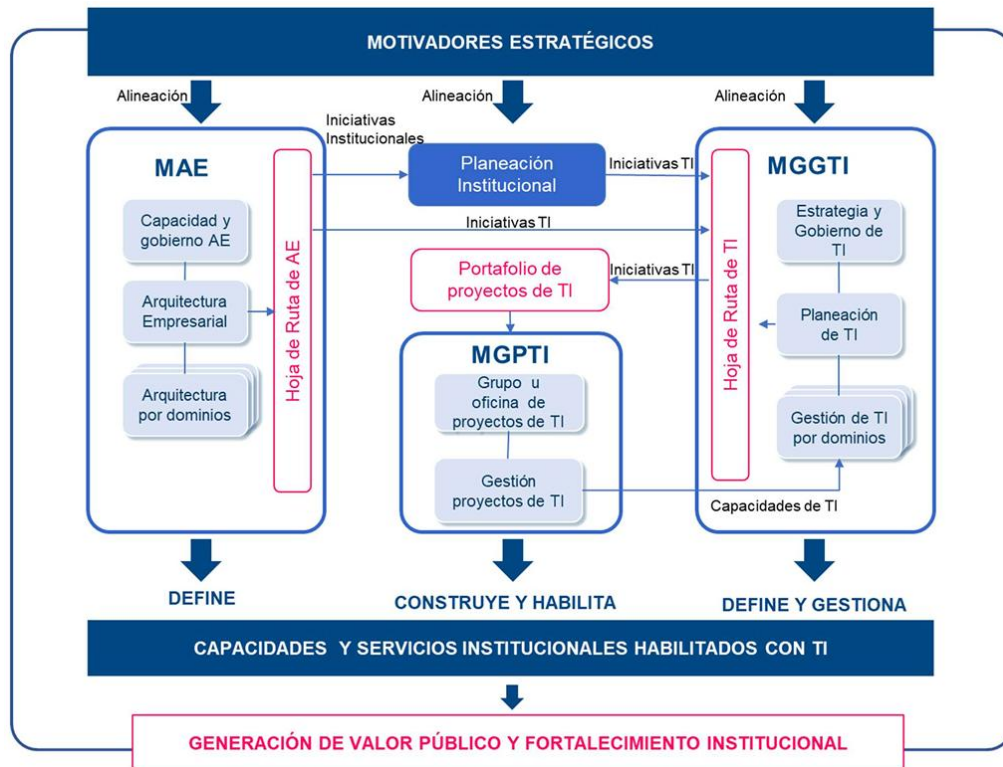 MOTIVADORES ESTRATÉGICOS
Alineación
Alineación
Alineación
MAE
Capacidad y
gobierno AE
Arquitectura
Empresarial
Arquitectura
por dominios
Hoja de Ruta de AE
Iniciativas
Institucionales
Planeación
Institucional
Iniciativas TI
Iniciativas TI
Portafolio de
proyectos de TI
Iniciativas TI
MGPTI
Grupo u
oficina de
proyectos de TI
Gestión
proyectos de TI
Capacidades de TI
MGGTI
Hoja de Ruta de TI
Estrategia y
Gobierno de
TI
Planeación
de TI
Gestión de TI
por dominios
DEFINE
CONSTRUYE Y HABILITA
DEFINE Y GESTIONA
CAPACIDADES Y SERVICIOS INSTITUCIONALES HABILITADOS CON TI
GENERACIÓN DE VALOR PÚBLICO Y FORTALECIMIENTO INSTITUCIONAL